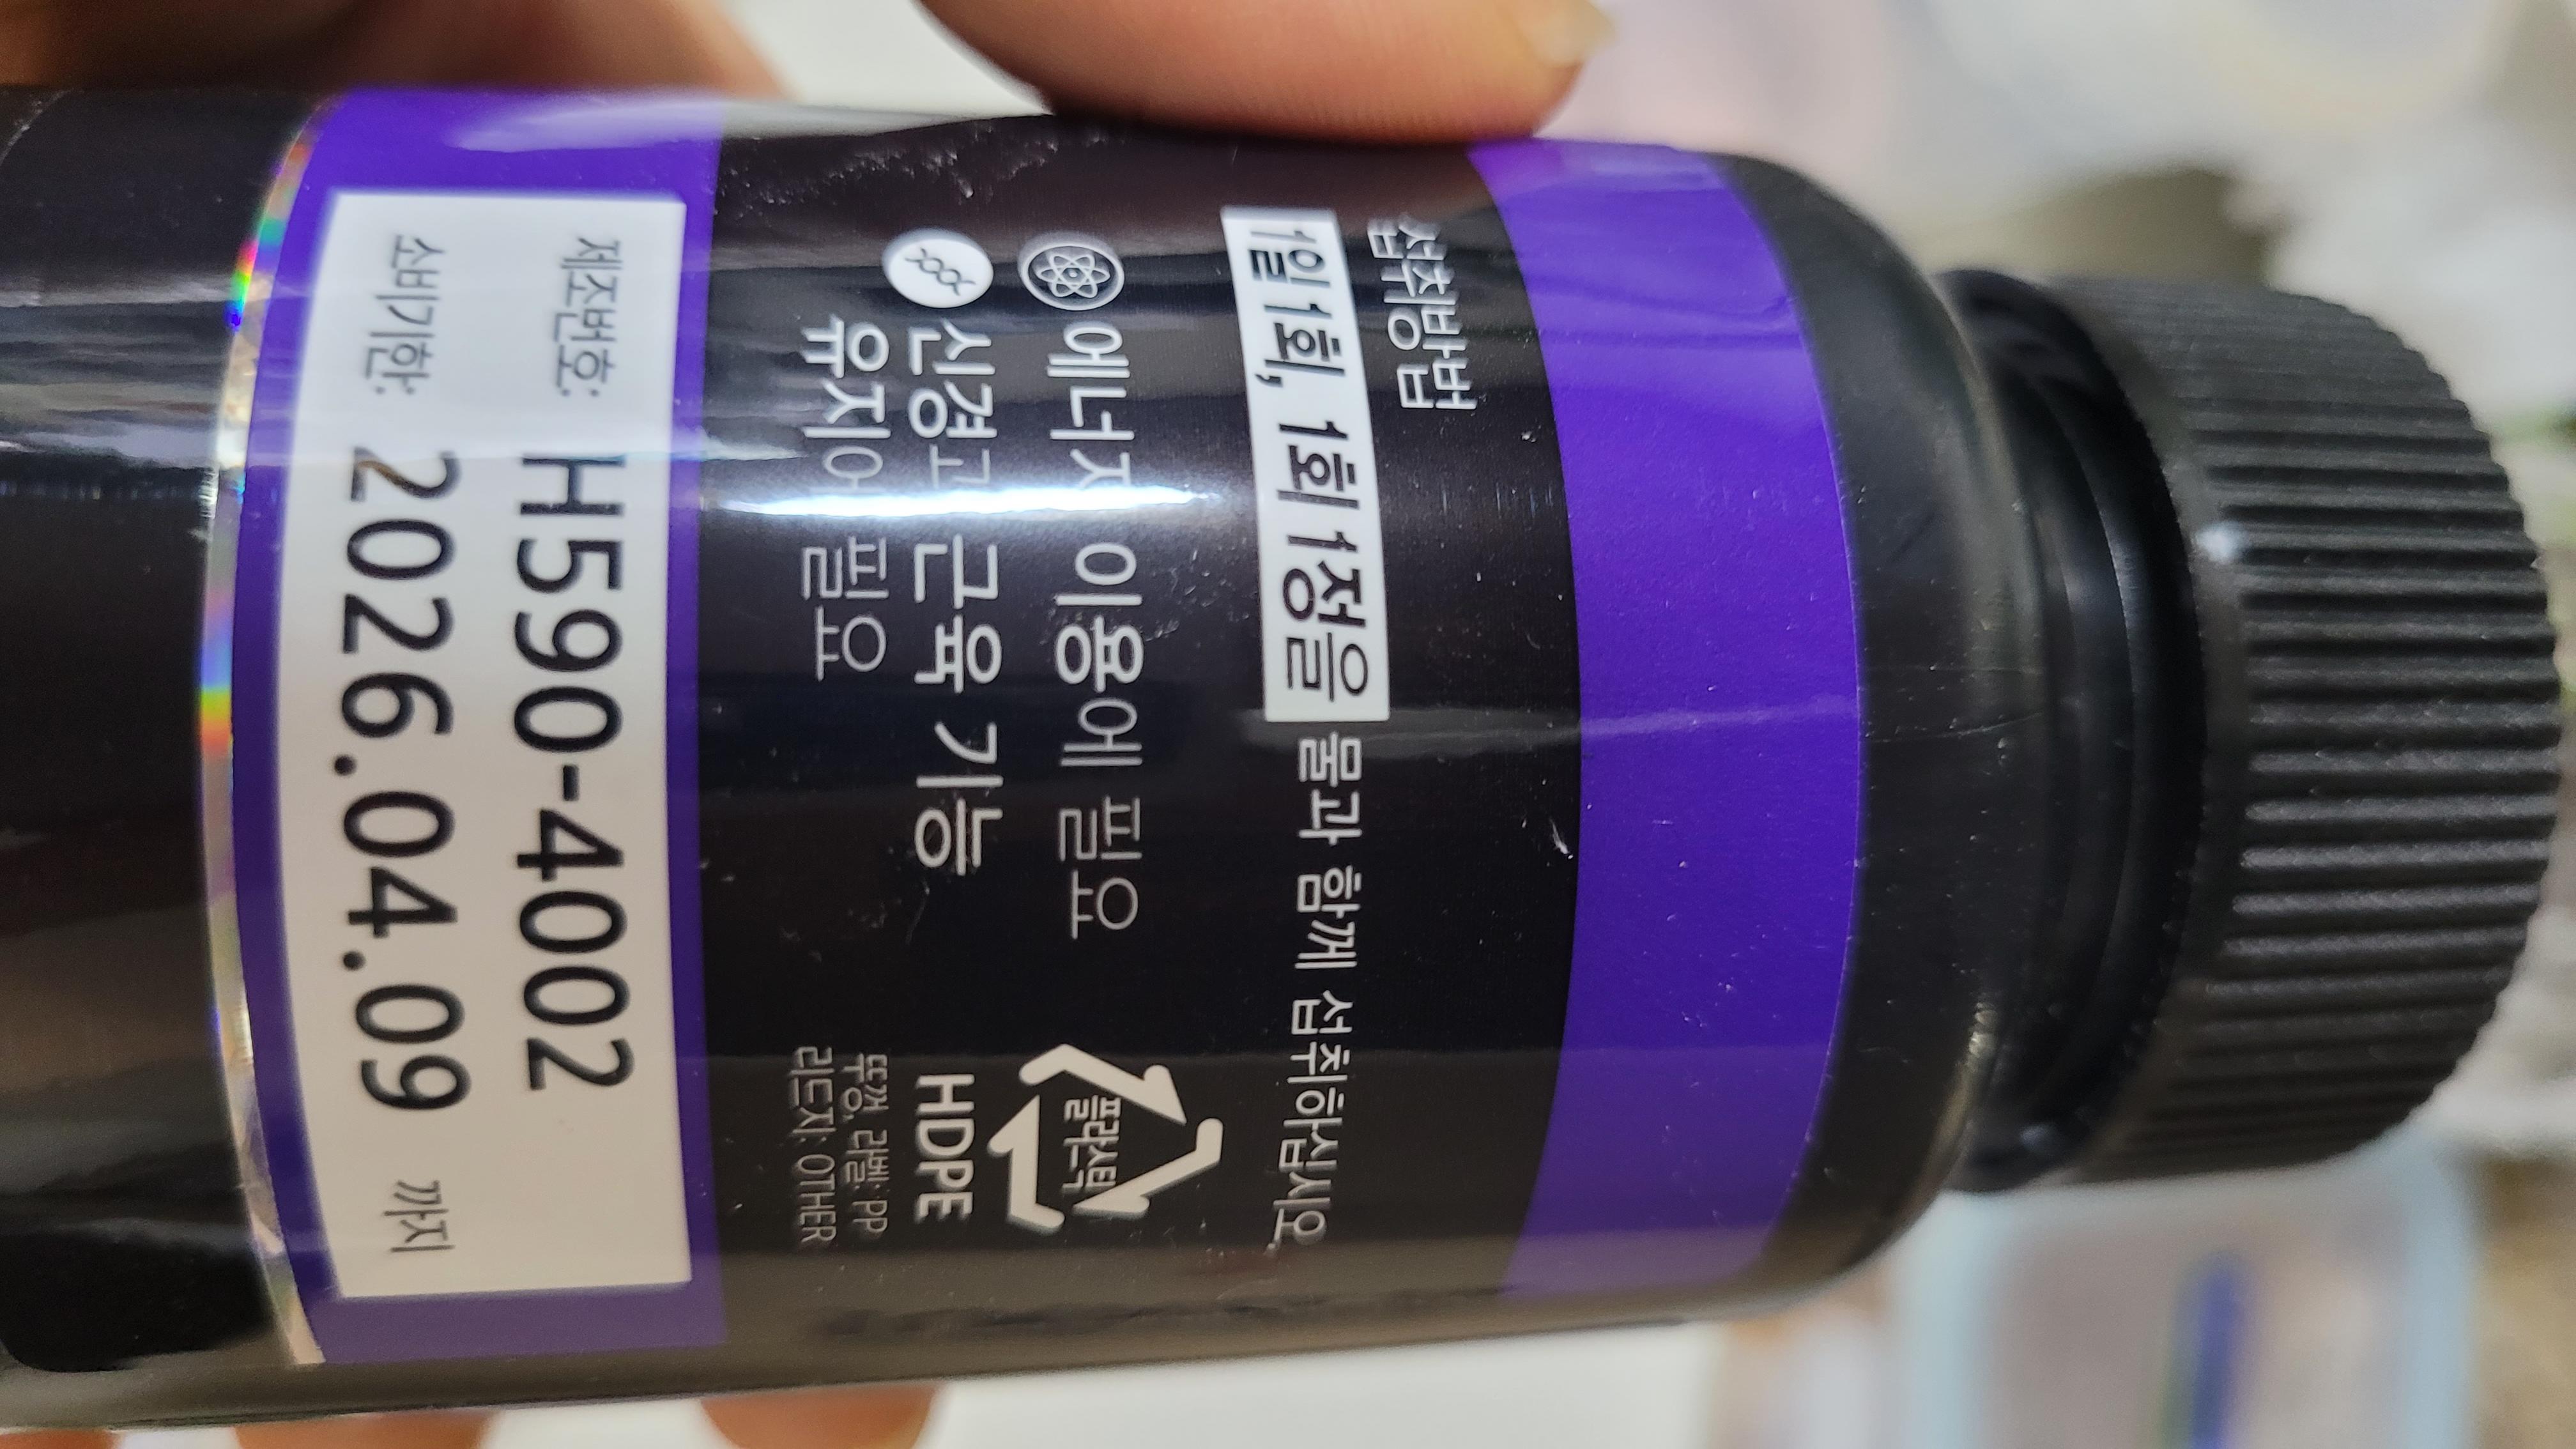 섭취방법
1일 1회, 1회 1정을 물과 함께 섭취하십시오.
에너지 이용에 필요
신경과 근육 기능
유지에 필요
플라스틱
HDPE
뚜껑, 라벨: PP
리드지: OTHER
제조번호: H590-4002
소비기한: 2026.04.09 까지